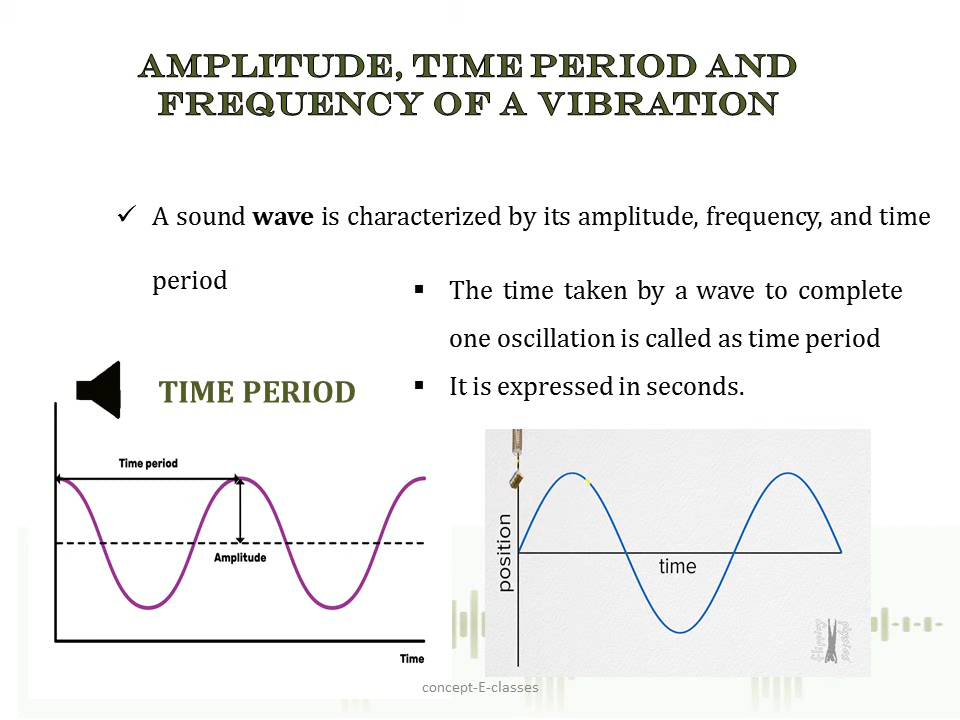 AMPLITUDE, TIME PERIOD AND
FREQUENCY OF A VIBRATION
✓ A sound wave is characterized by its amplitude, frequency, and time
period
▪ The time taken by a wave to complete
one oscillation is called as time period
▪ It is expressed in seconds.
TIME PERIOD
Time period
Amplitude
Time
position
time
concept-E-classes